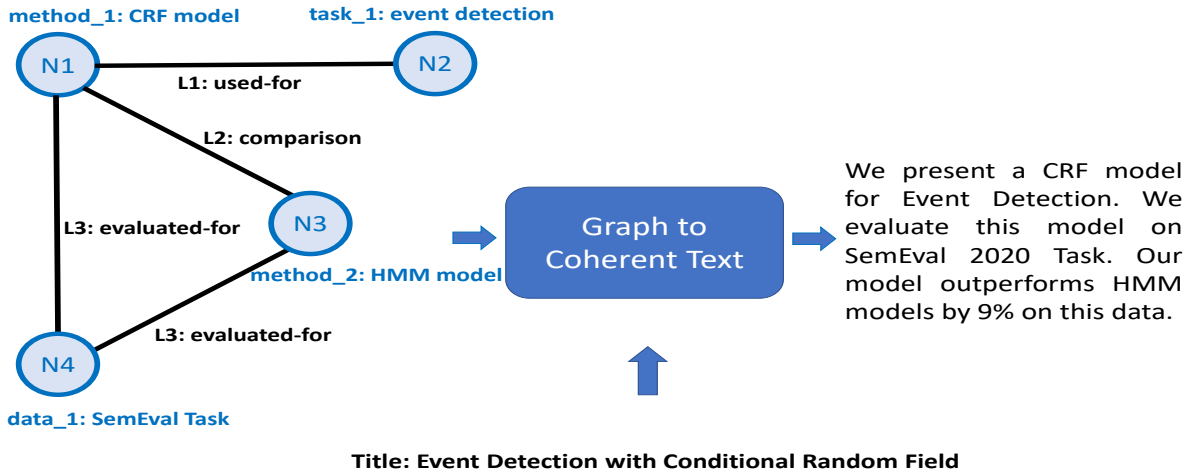 method_1: CRF model
task_1: event detection
N1
N2
L1: used-for
L2: comparison
L3: evaluated-for
N3
method_2: HMM model
L3: evaluated-for
N4
data_1: SemEval Task
Graph to
Coherent Text
We present a CRF model
for Event Detection. We
evaluate this model on
SemEval 2020 Task. Our
model outperforms HMM
models by 9% on this data.
Title: Event Detection with Conditional Random Field